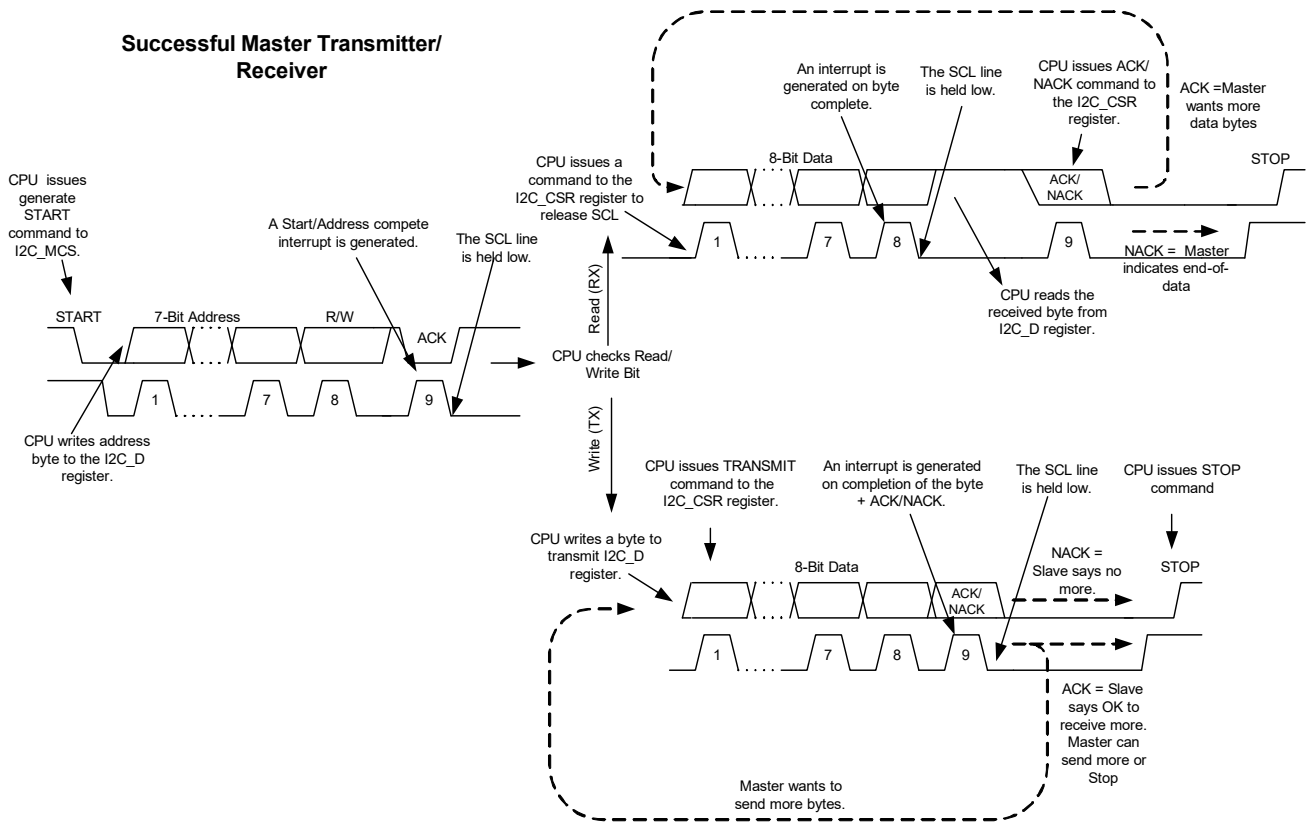 Successful Master Transmitter/
Receiver
CPU issues
generate
START
command to
I2C_MCS.
A Start/Address compete
interrupt is generated.
The SCL line
is held low.
START
7-Bit Address
R/W
ACK
1
7
8
9
CPU writes address
byte to the I2C_D
register.
CPU checks Read/
Write Bit
Read (RX)
Write (TX)
CPU issues a
command to the
I2C_CSR register to
release SCL
An interrupt is
generated on byte
complete.
The SCL line
is held low.
CPU issues ACK/
NACK command to
the I2C_CSR
register.
ACK =Master
wants more
data bytes
8-Bit Data
ACK/
NACK
STOP
1
7
8
9
NACK = Master
indicates end-of-
data
CPU reads the
received byte from
I2C_D register.
CPU issues TRANSMIT
command to the
I2C_CSR register.
An interrupt is generated
on completion of the byte
+ ACK/NACK.
The SCL line
is held low.
CPU issues STOP
command
CPU writes a byte to
transmit I2C_D
register.
8-Bit Data
ACK/
NACK
NACK =
Slave says no
more.
STOP
1
7
8
9
ACK = Slave
says OK to
receive more.
Master can
send more or
Stop
Master wants to
send more bytes.